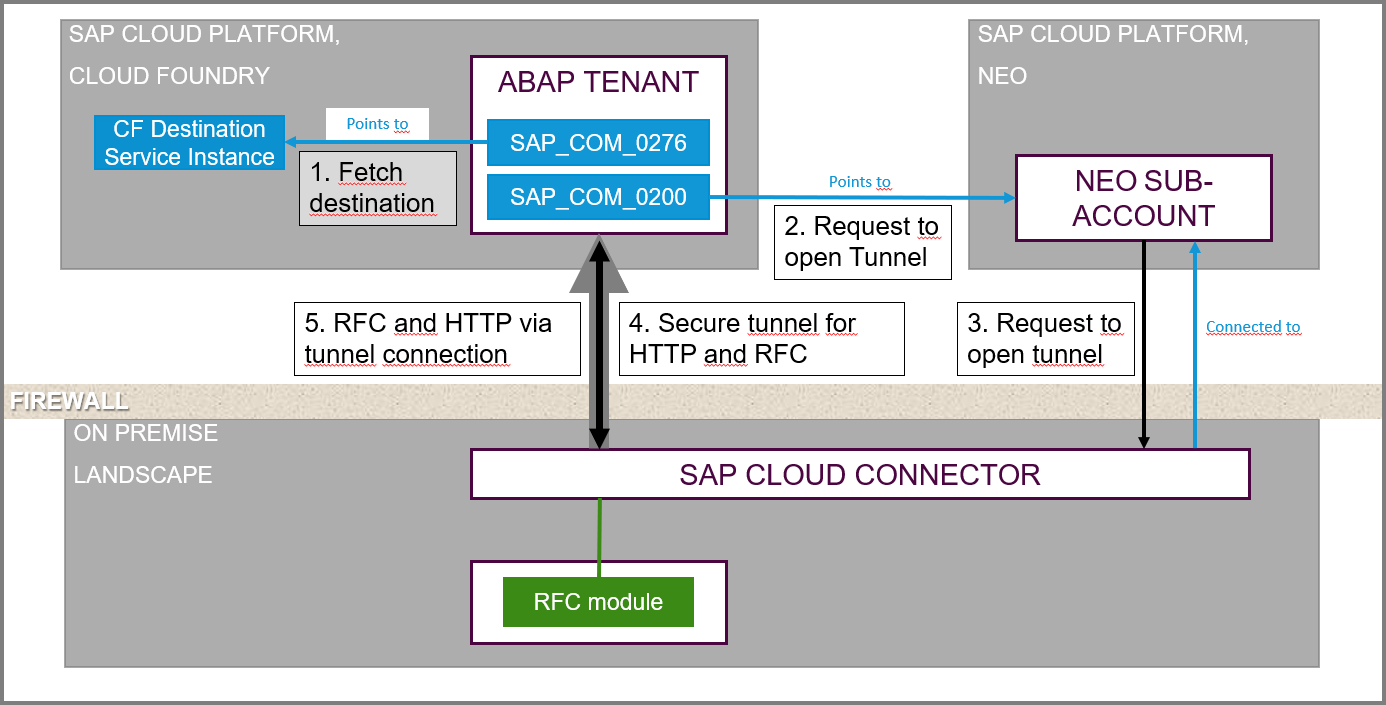 SAP CLOUD PLATFORM,
CLOUD FOUNDRY
ABAP TENANT
CF Destination
Service Instance
Points to
SAP_COM_0276
1. Fetch
destination
SAP_COM_0200
Points to
2. Request to
open Tunnel
SAP CLOUD PLATFORM,
NEO
NEO SUB-
ACCOUNT
5. RFC and HTTP via
tunnel connection
4. Secure tunnel for
HTTP and RFC
3. Request to
open tunnel
Connected to
FIREWALL
ON PREMISE
LANDSCAPE
SAP CLOUD CONNECTOR
RFC module